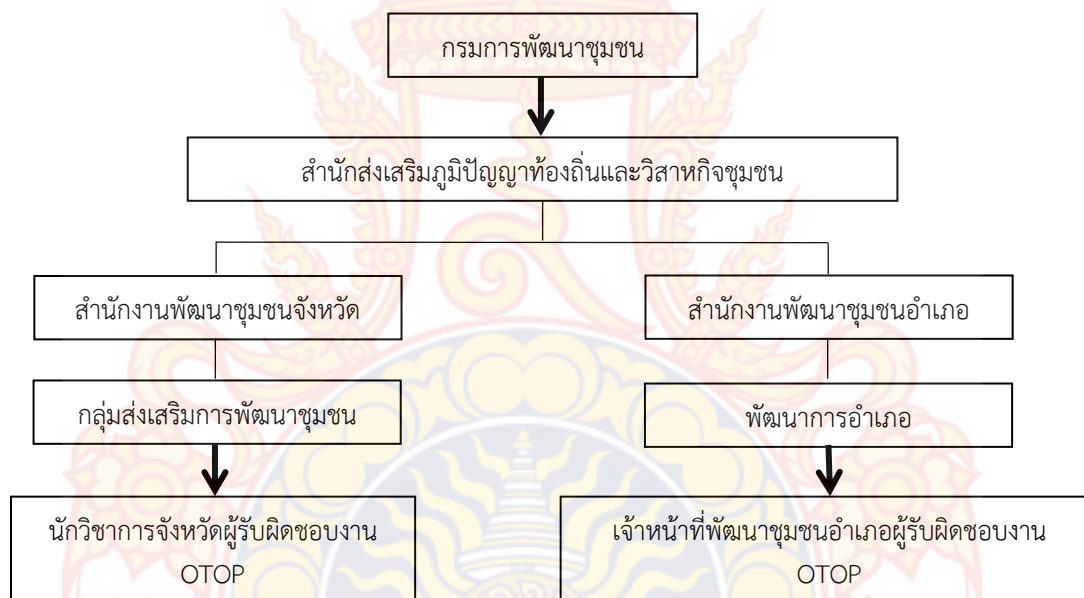 กรมการพัฒนาชุมชน
สำนักส่งเสริมภูมิปัญญาท้องถิ่นและวิสาหกิจชุมชน
สำนักงานพัฒนาชุมชนจังหวัด
สำนักงานพัฒนาชุมชนอำเภอ
กลุ่มส่งเสริมการพัฒนาชุมชน
พัฒนาการอำเภอ
นักวิชาการจังหวัดผู้รับผิดชอบงาน
OTOP
เจ้าหน้าที่พัฒนาชุมชนอำเภอผู้รับผิดชอบงาน
OTOP